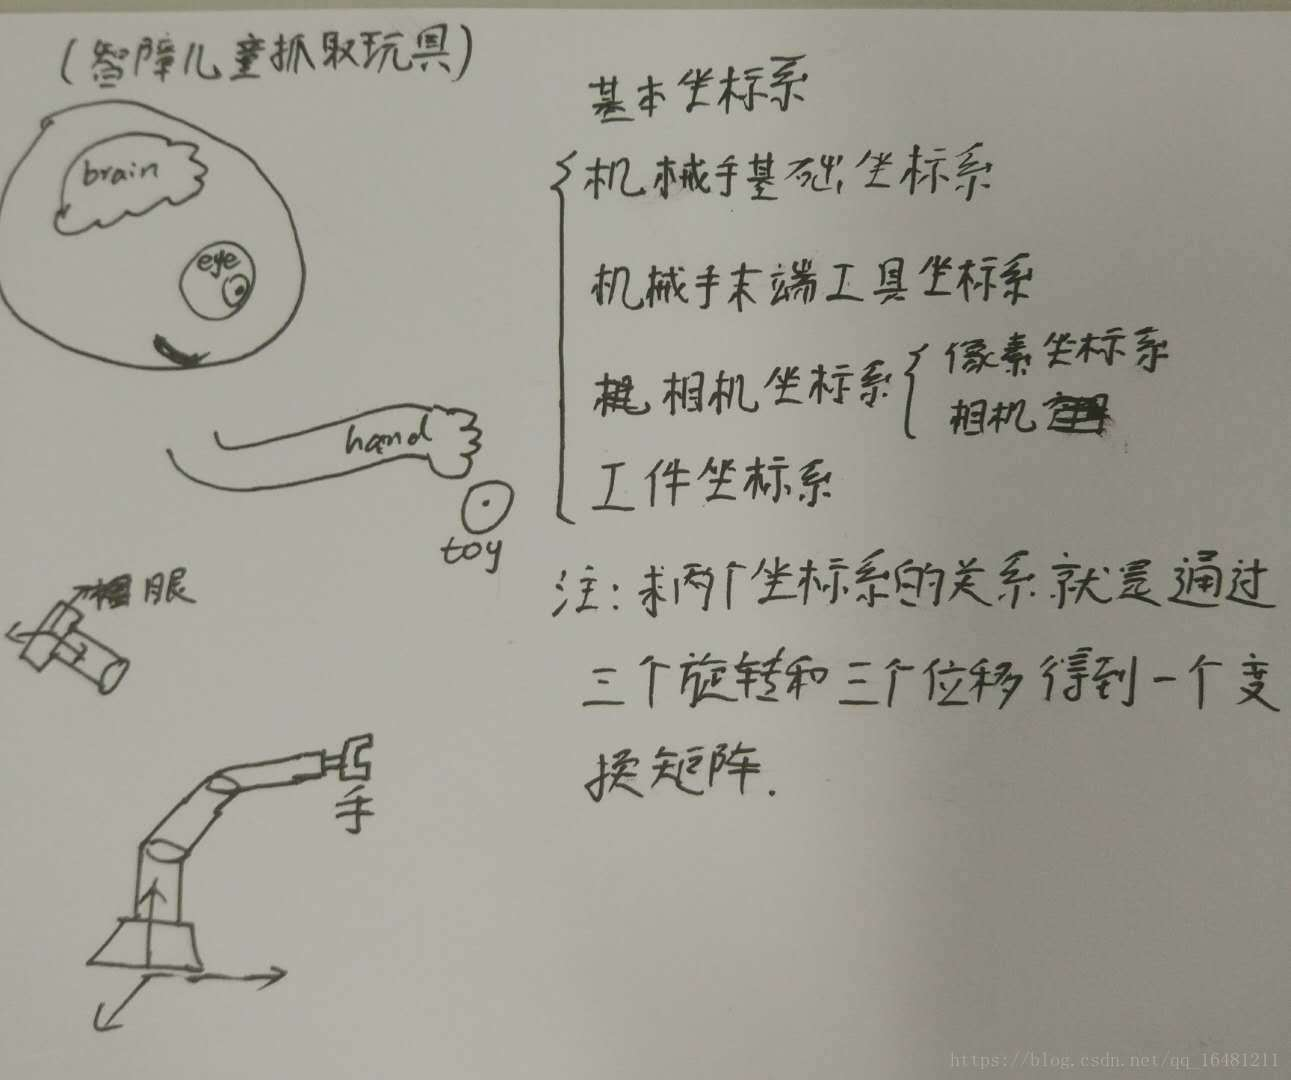 (智障儿童抓取玩具)
brain
eye
hand
toy
眼
手
基本坐标系
机械手基础坐标系
机械手末端工具坐标系
相机坐标系
像素坐标系
相机
工件坐标系
注:求两个坐标系的关系就是通过
三个旋转和三个位移得到一个变
换矩阵.
https://blog.csdn.net/qq_16481211